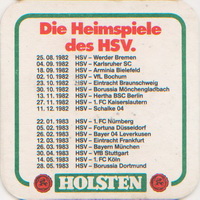 Die Heimspiele
des HSV.
25.08.1982 HSV – Werder Bremen
14.09.1982 HSV – Karlsruher SC
11.09.1982 HSV – Arminia Bielefeld
02.10.1982 HSV – VfL Bochum
23.10.1982 HSV – Eintracht Braunschweig
30.10.1982 HSV – Borussia Mönchengladbach
13.11.1982 HSV – Hertha BSC Berlin
27.11.1982 HSV – 1. FC Kaiserslautern
11.12.1982 HSV – Schalke 04
22.01.1983 HSV – 1. FC Nürnberg
05.02.1983 HSV – Fortuna Düsseldorf
26.02.1983 HSV – Bayer 04 Leverkusen
12.03.1983 HSV – Eintracht Frankfurt
26.03.1983 HSV – Bayern München
30.04.1983 HSV – VfB Stuttgart
14.05.1983 HSV – 1. FC Köln
28.05.1983 HSV – Borussia Dortmund
HOLSTEN